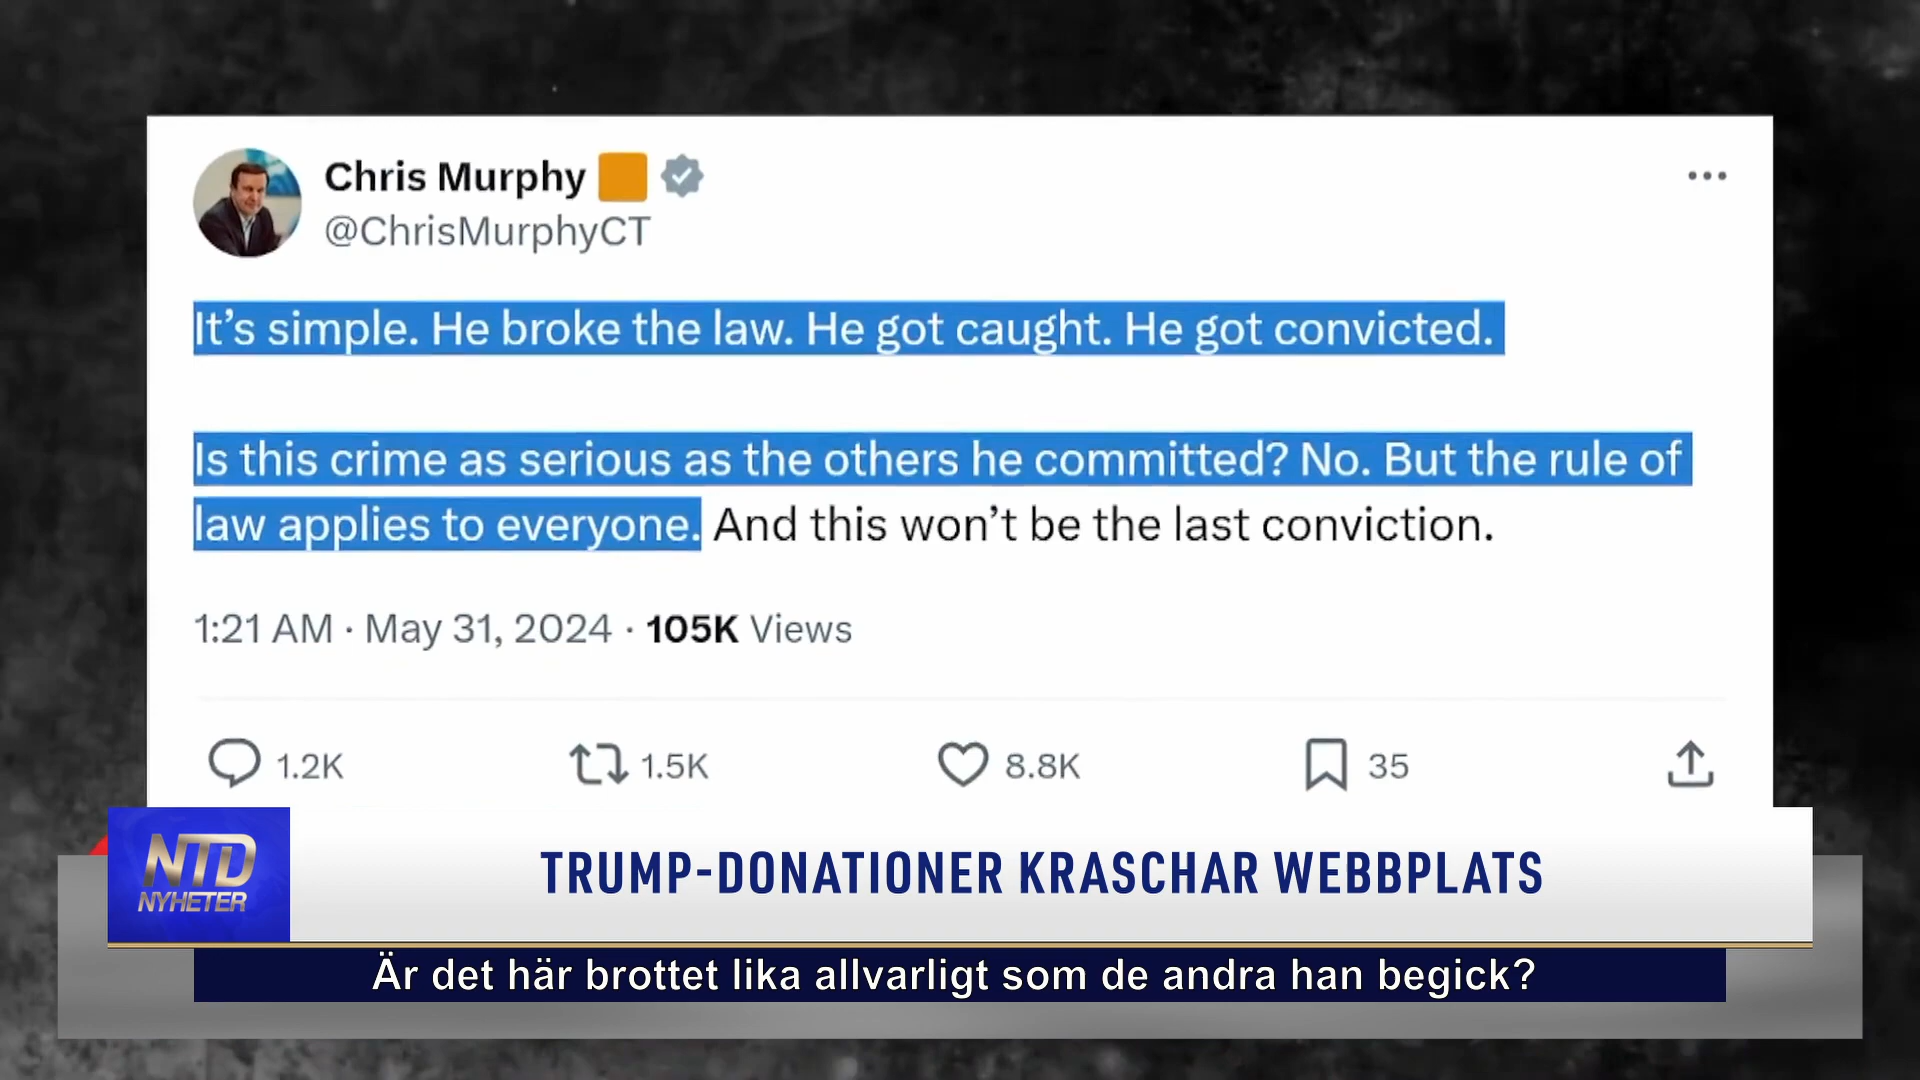 Chris Murphy
@ChrisMurphyCT
It’s simple. He broke the law. He got caught. He got convicted.
Is this crime as serious as the others he committed? No. But the rule of
law applies to everyone. And this won’t be the last conviction.
1:21 AM · May 31, 2024 · 105K Views
1.2K 1.5K 8.8K 35
NTD
NYHETER
TRUMP-DONATIONER KRASCHAR WEBBPLATS
Är det här brottet lika allvarligt som de andra han begick?